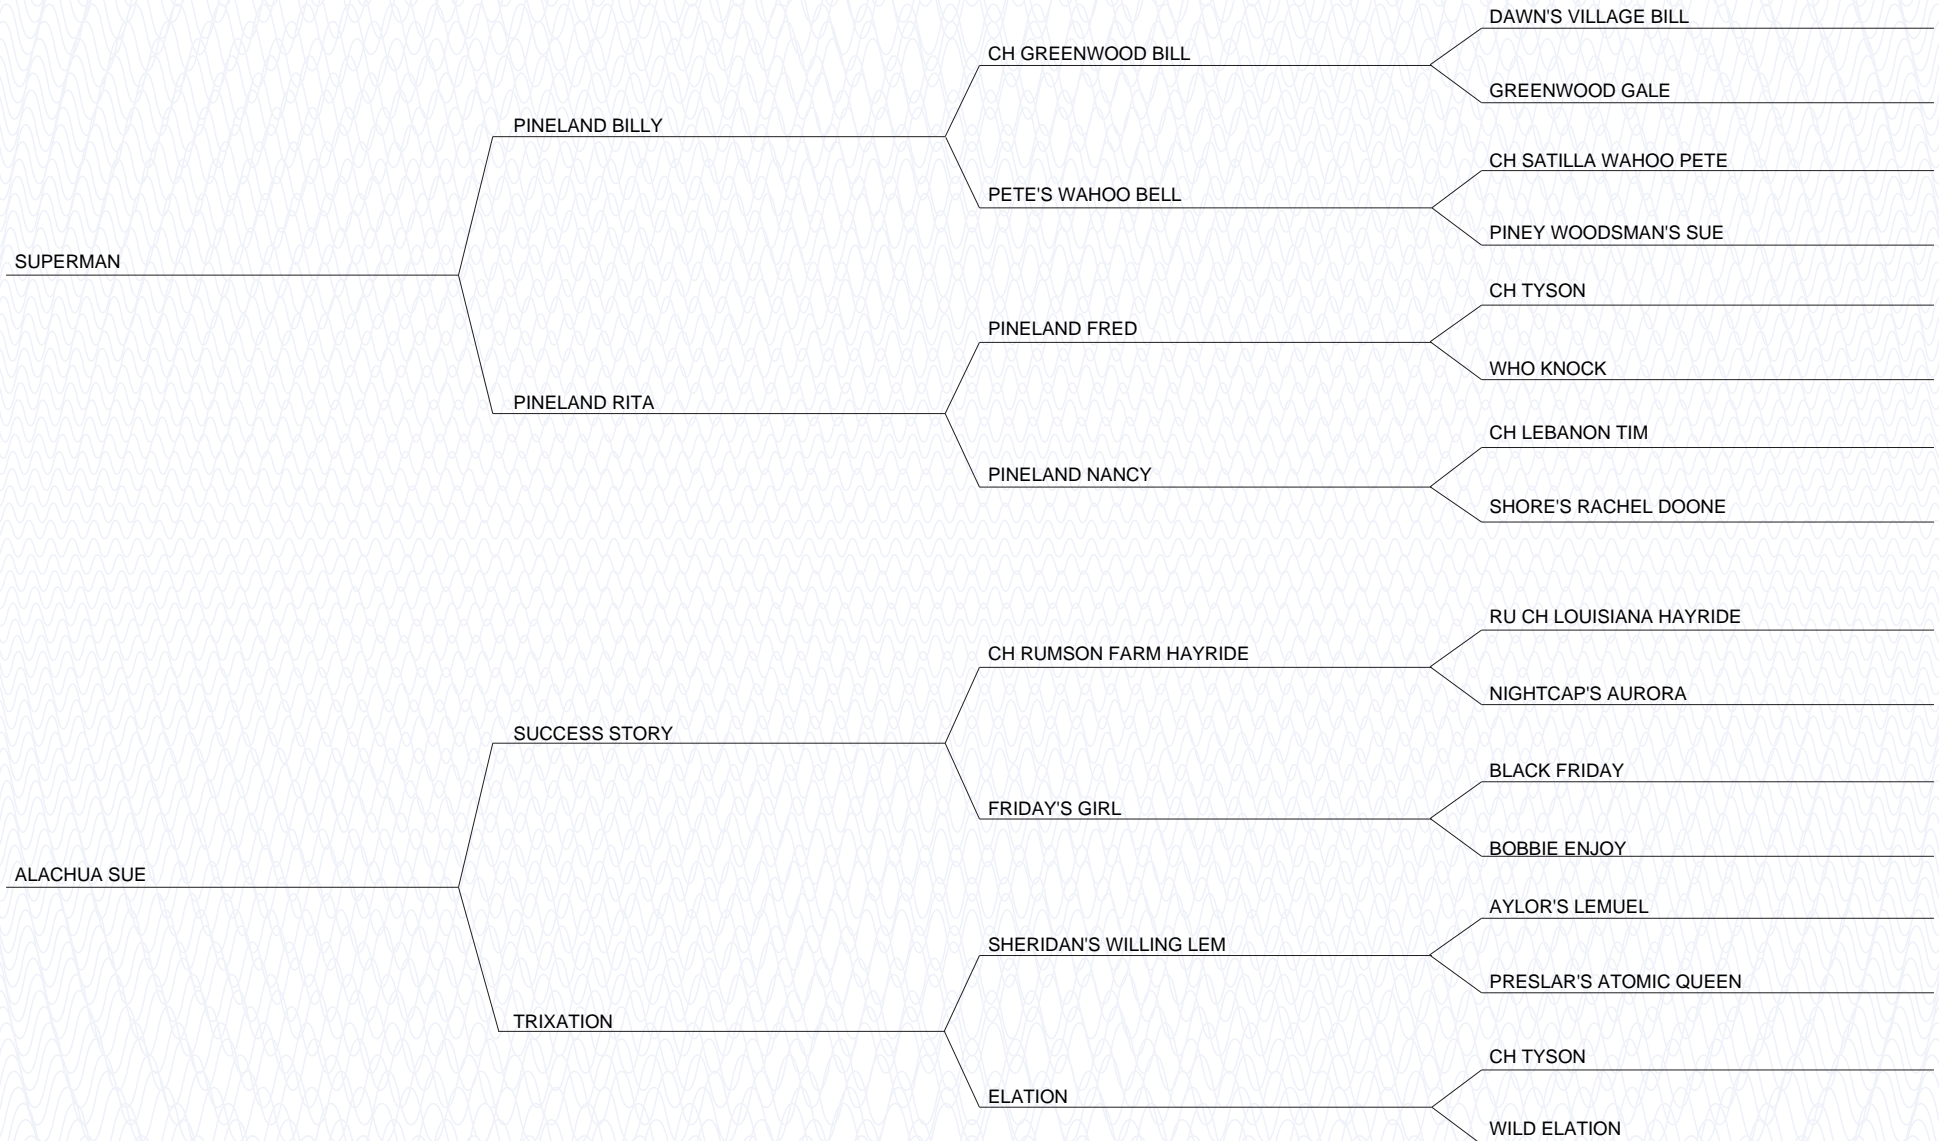 DAWN'S VILLAGE BILL
CH GREENWOOD BILL
GREENWOOD GALE
PINELAND BILLY
CH SATILLA WAHOO PETE
PETE'S WAHOO BELL
PINEY WOODSMAN'S SUE
SUPERMAN
CH TYSON
PINELAND FRED
WHO KNOCK
PINELAND RITA
CH LEBANON TIM
PINELAND NANCY
SHORE'S RACHEL DOONE
RU CH LOUISIANA HAYRIDE
CH RUMSON FARM HAYRIDE
NIGHTCAP'S AURORA
SUCCESS STORY
BLACK FRIDAY
FRIDAY'S GIRL
BOBBIE ENJOY
ALACHUA SUE
AYLOR'S LEMUEL
SHERIDAN'S WILLING LEM
PRESLAR'S ATOMIC QUEEN
TRIXATION
CH TYSON
ELATION
WILD ELATION